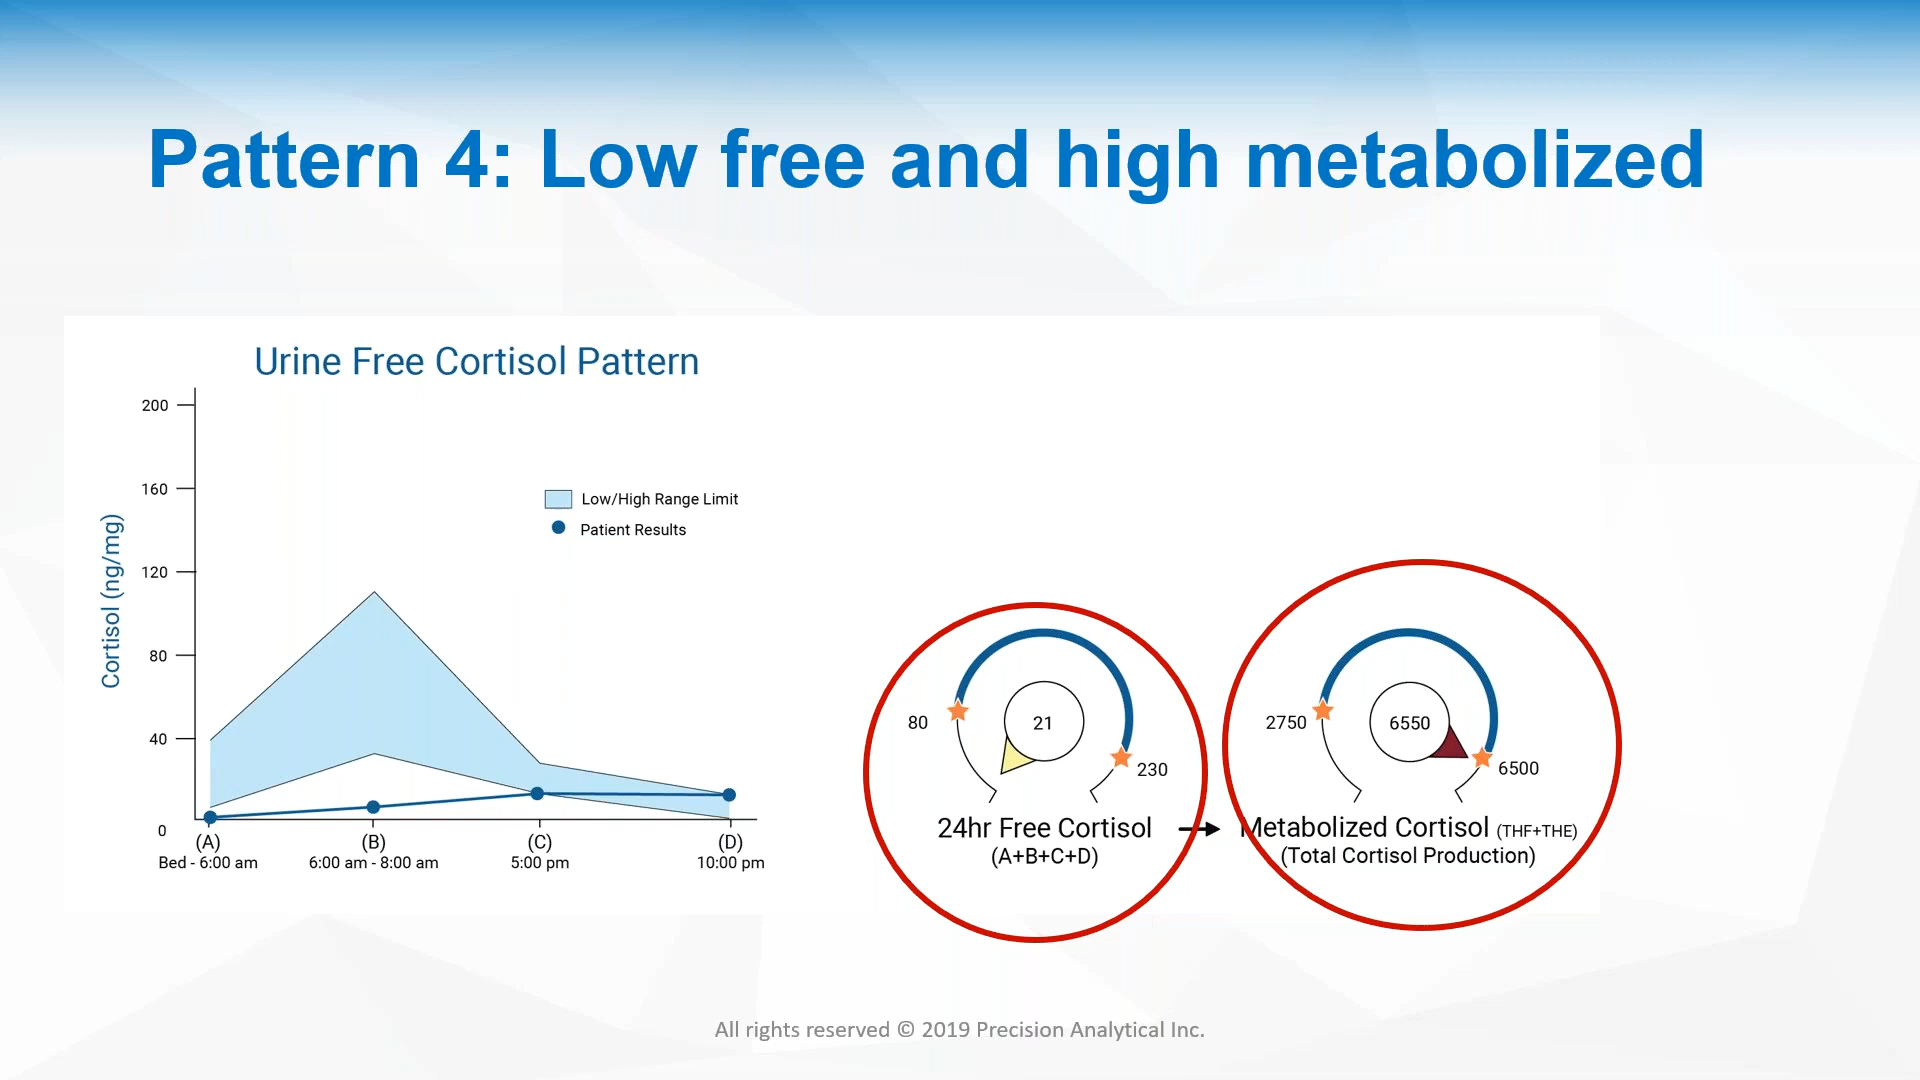 Pattern 4: Low free and high metabolized
Urine Free Cortisol Pattern
Cortisol (ng/mg)
200
160
120
80
40
0
Low/High Range Limit
Patient Results
(A)
Bed - 6:00 am
(B)
6:00 am - 8:00 am
(C)
5:00 pm
(D)
10:00 pm
80
21
230
24hr Free Cortisol
(A+B+C+D)
2750
6550
6500
Metabolized Cortisol (THF+THE)
(Total Cortisol Production)
All rights reserved © 2019 Precision Analytical Inc.